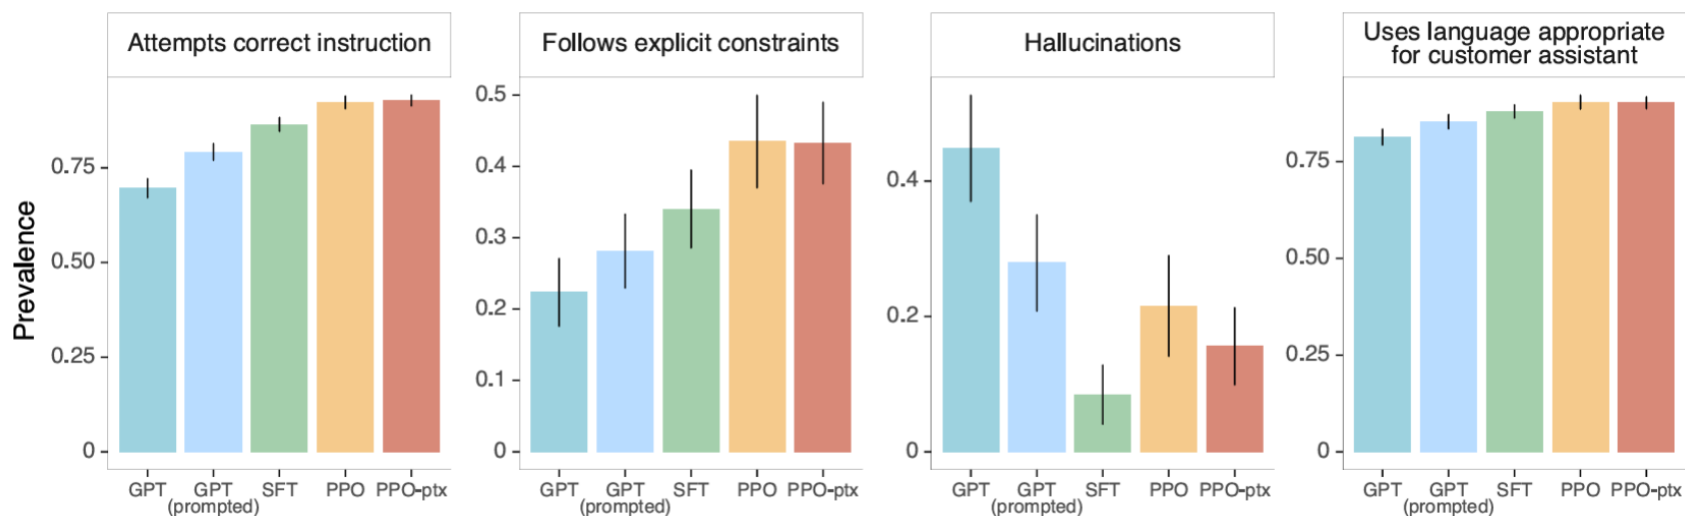 Attempts correct instruction
Follows explicit constraints
Hallucinations
Uses language appropriate
for customer assistant
Prevalence
0.75
0.50
0.25
0
GPT
GPT
(prompted)
SFT
PPO
PPO-ptx
0.5
0.4
0.3
0.2
0.1
0
GPT
GPT
(prompted)
SFT
PPO
PPO-ptx
0.4
0.2
0
GPT
GPT
(prompted)
SFT
PPO
PPO-ptx
0.75
0.50
0.25
0
GPT
GPT
(prompted)
SFT
PPO
PPO-ptx